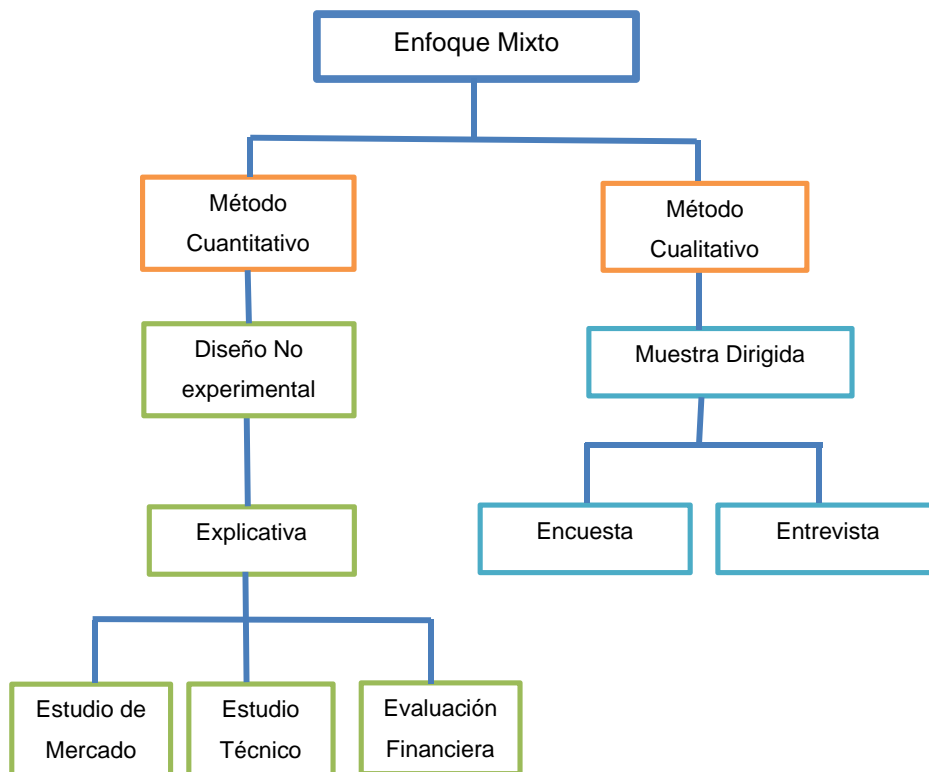 Enfoque Mixto
Método
Cuantitativo
Método
Cualitativo
Diseño No
experimental
Muestra Dirigida
Explicativa
Encuesta
Entrevista
Estudio de
Mercado
Estudio
Técnico
Evaluación
Financiera